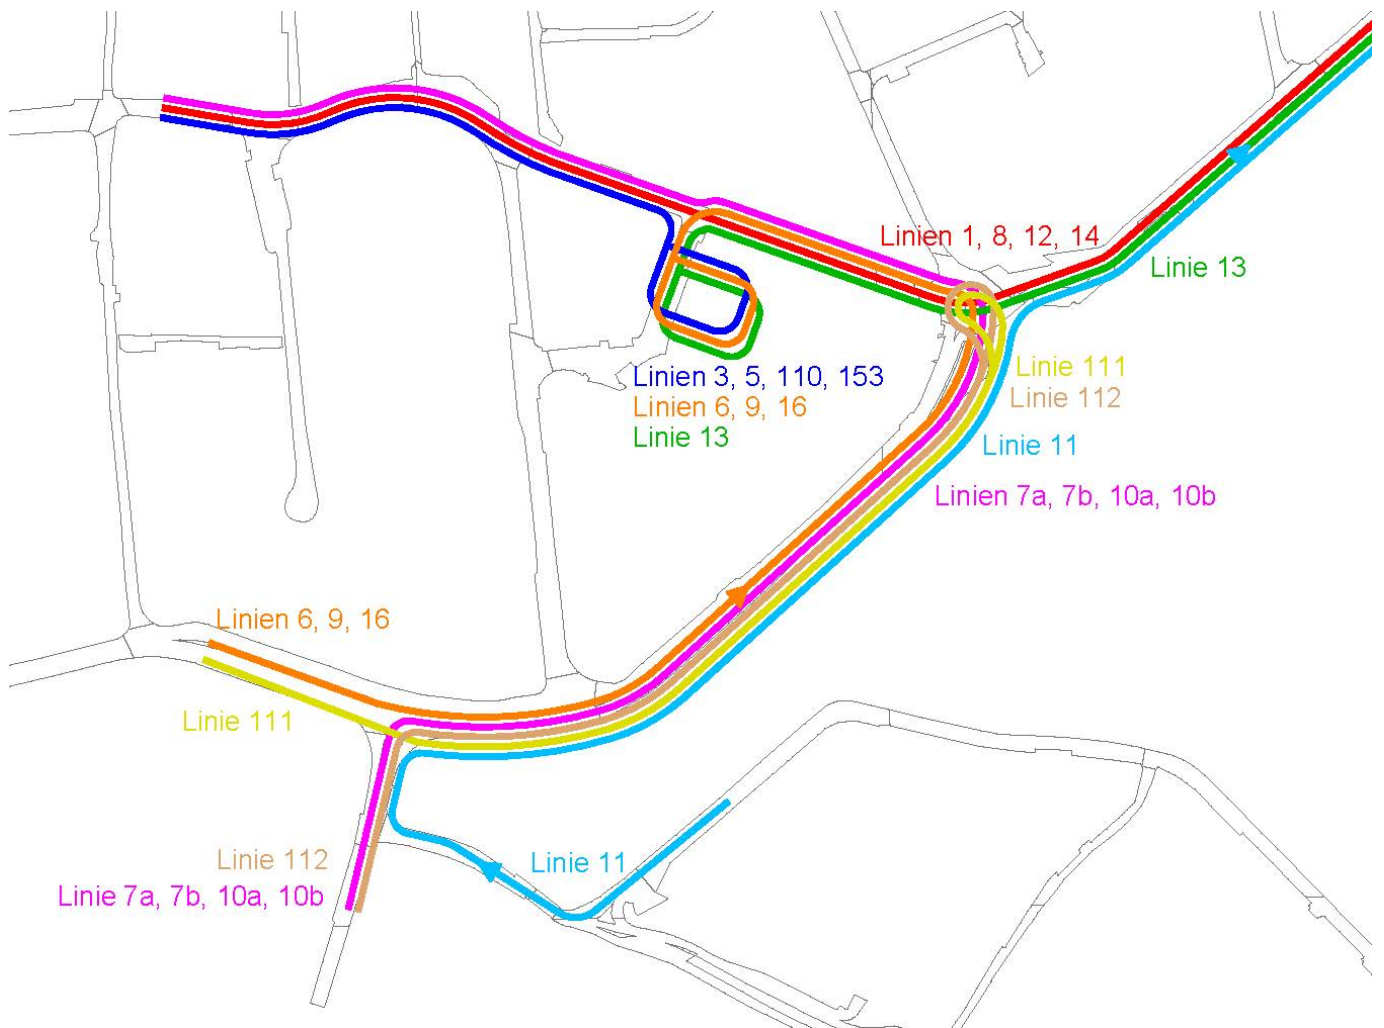 Linien 1, 8, 12, 14
Linie 13
Linie 111
Linien 3, 5, 110, 153
Linie 112
Linien 6, 9, 16
Linie 13
Linie 11
Linien 7a, 7b, 10a, 10b
Linien 6, 9, 16
Linie 111
Linie 112
Linie 11
Linie 7a, 7b, 10a, 10b